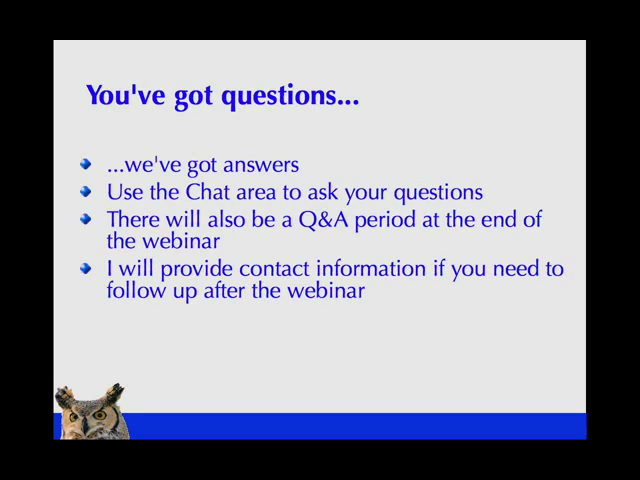 You've got questions...
...we've got answers
Use the Chat area to ask your questions
There will also be a Q&A period at the end of
the webinar
I will provide contact information if you need to
follow up after the webinar